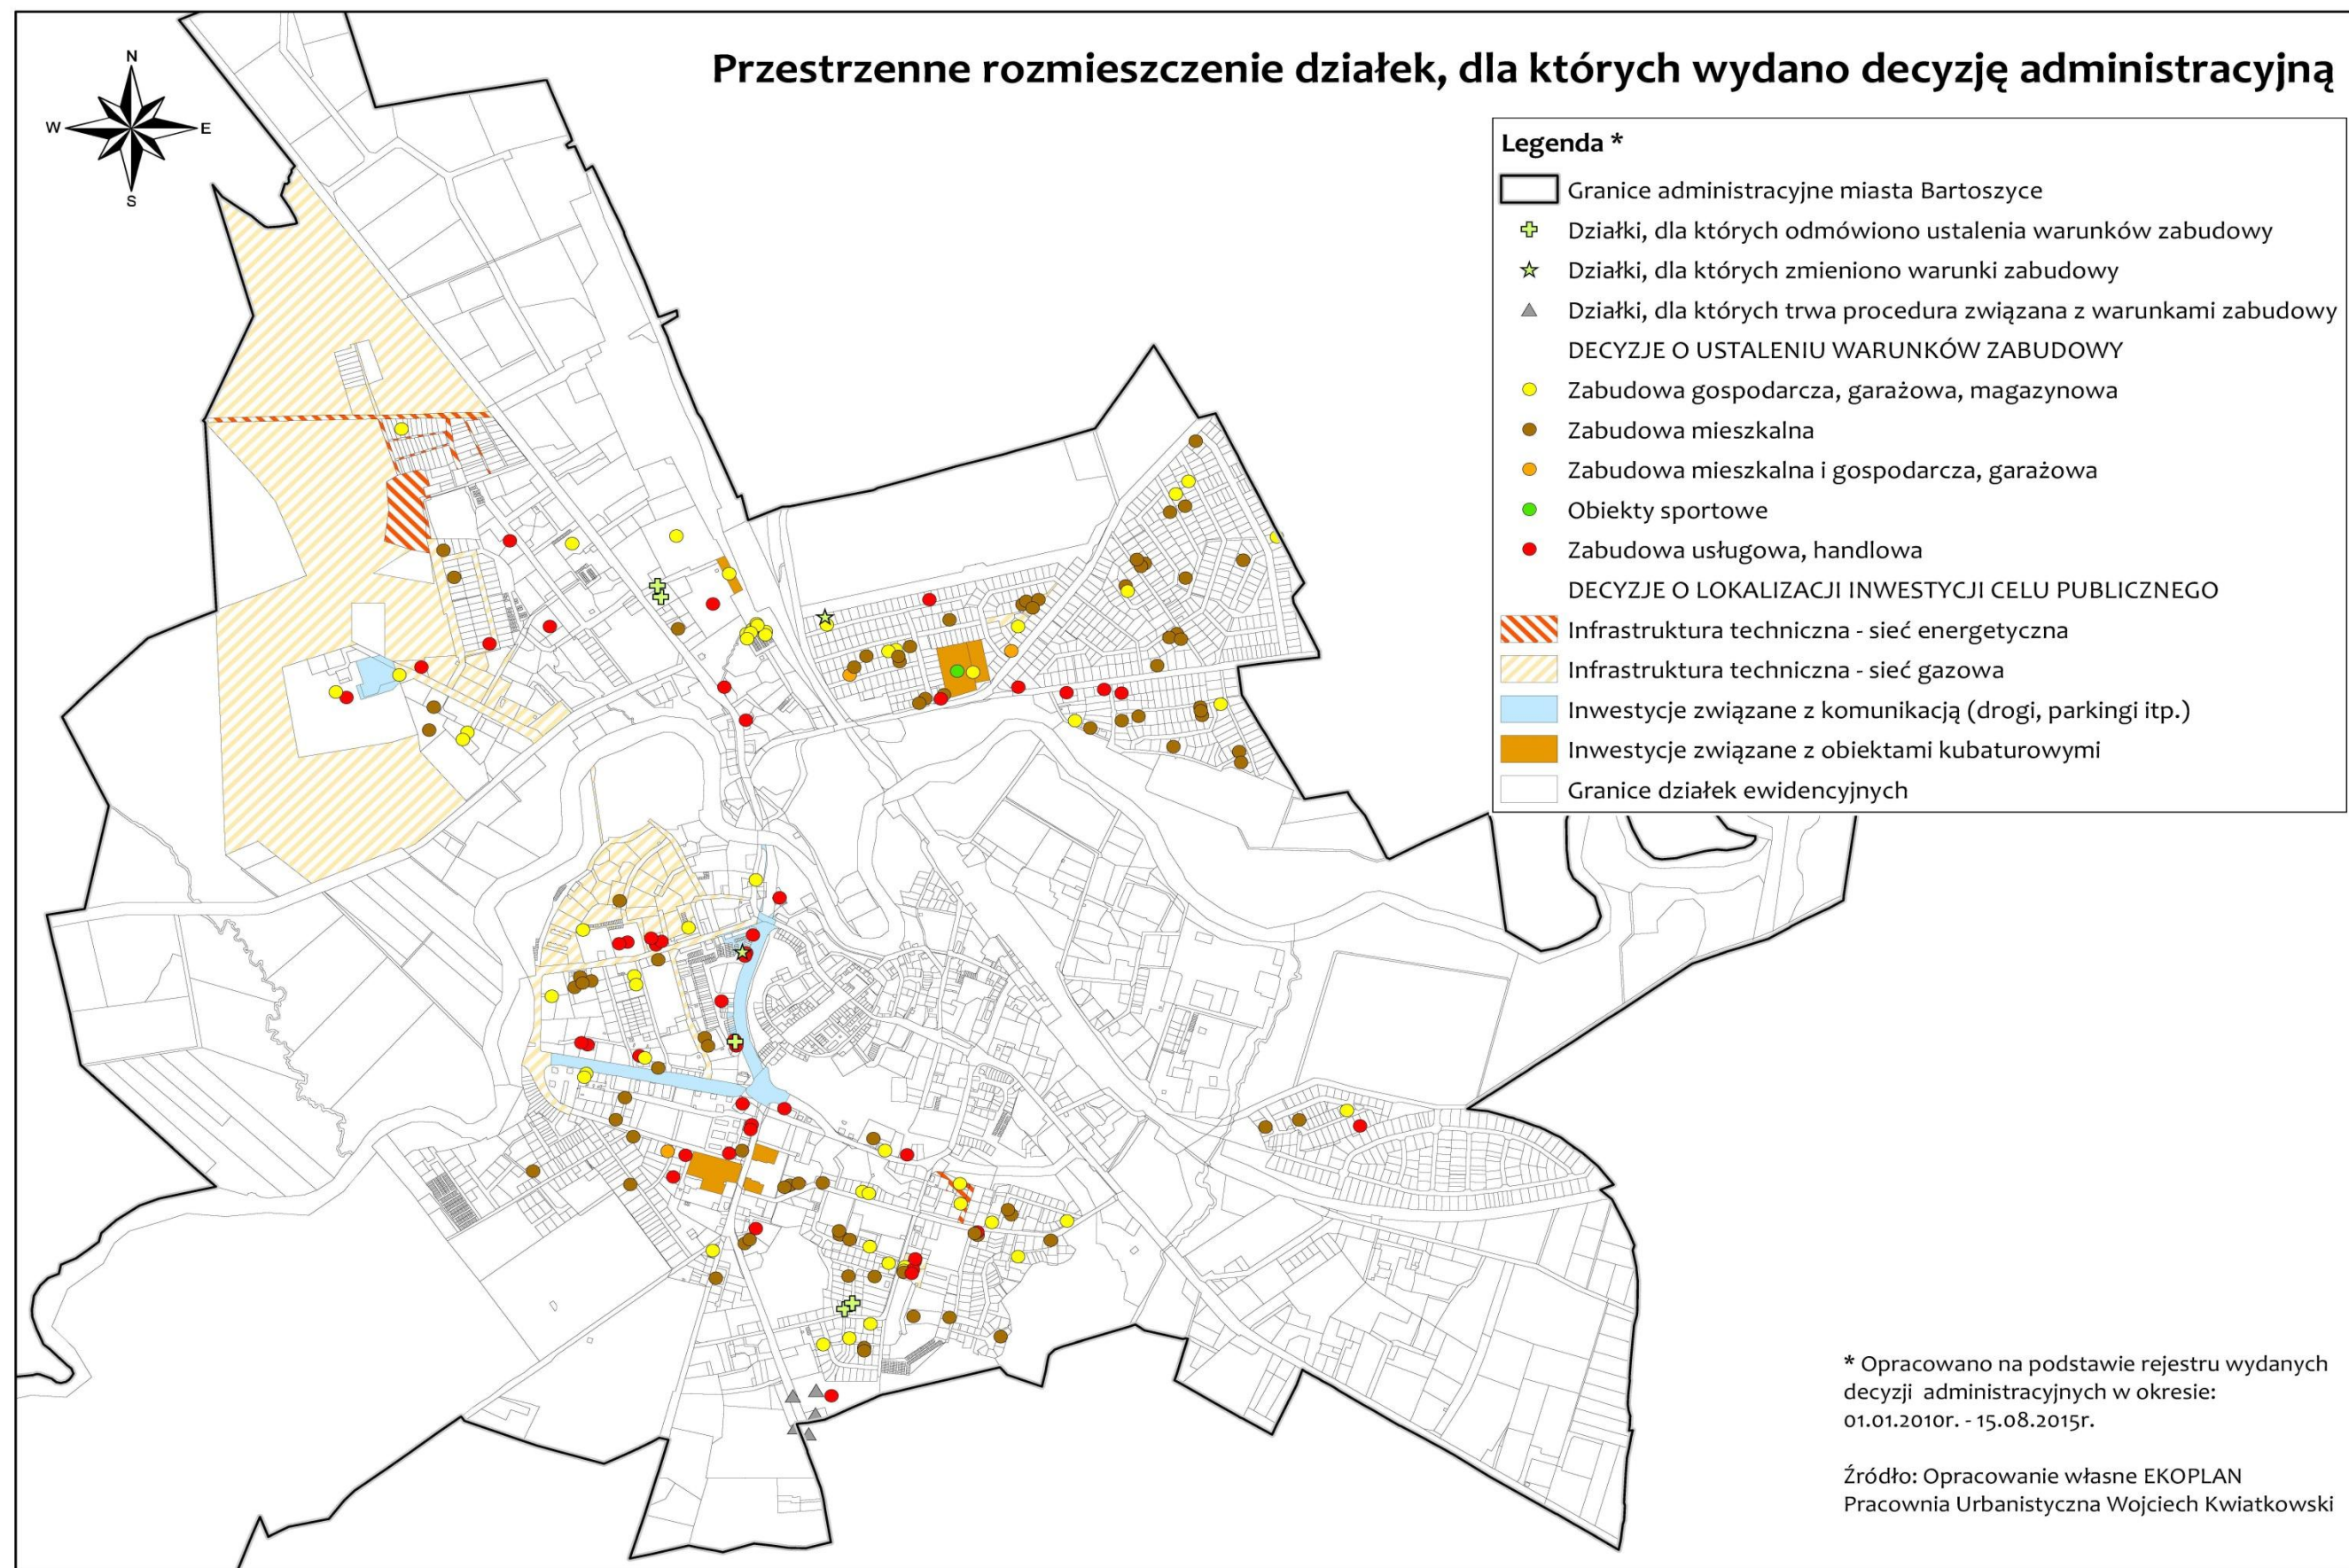 Przestrzenne rozmieszczenie działek, dla których wydano decyzję administracyjną
N
W
E
S
Legenda *
Granice administracyjne miasta Bartoszyce
Działki, dla których odmówiono ustalenia warunków zabudowy
Działki, dla których zmieniono warunki zabudowy
Działki, dla których trwa procedura związana z warunkami zabudowy
DECYZJE O USTALENIU WARUNKÓW ZABUDOWY
Zabudowa gospodarcza, garażowa, magazynowa
Zabudowa mieszkalna
Zabudowa mieszkalna i gospodarcza, garażowa
Obiekty sportowe
Zabudowa usługowa, handlowa
DECYZJE O LOKALIZACJI INWESTYCJI CELU PUBLICZNEGO
Infrastruktura techniczna - sieć energetyczna
Infrastruktura techniczna - sieć gazowa
Inwestycje związane z komunikacją (drogi, parkingi itp.)
Inwestycje związane z obiektami kubaturowymi
Granice działek ewidencyjnych
* Opracowano na podstawie rejestru wydanych
decyzji administracyjnych w okresie:
01.01.2010r. - 15.08.2015r.
Źródło: Opracowanie własne EKOPLAN
Pracownia Urbanistyczna Wojciech Kwiatkowski